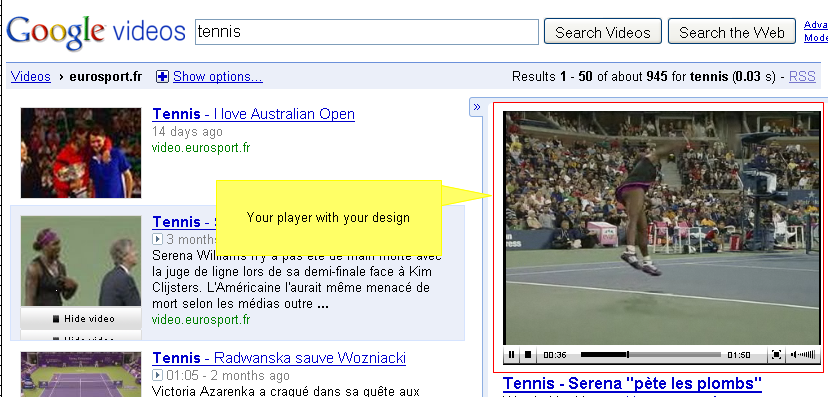 Google videos
tennis
Search Videos
Search the Web
Adva
Mode
Videos › eurosport.fr
Show options...
Results 1 - 50 of about 945 for tennis (0.03 s) - RSS
Tennis - I love Australian Open
14 days ago
video.eurosport.fr
»
Your player with your design
Tennis -
3 months
Serena Williams n'y a pas été de main morte avec
la juge de ligne lors de sa demi-finale face à Kim
Clijsters. L'Américaine l'aurait même menacé de
mort selon les médias outre ...
video.eurosport.fr
Hide video
Hide video
Tennis - Radwanska sauve Wozniacki
01:05 - 2 months ago
Victoria Azarenka a craqué dans sa quête aux
00:36
01:50
Tennis - Serena "pète les plombs"